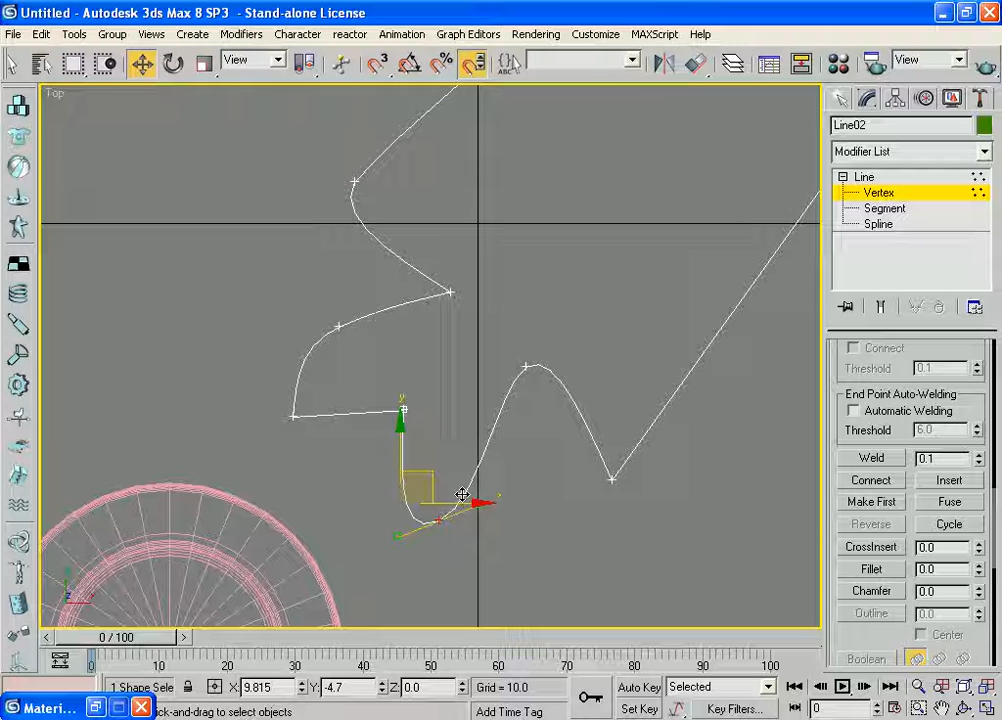 Untitled - Autodesk 3ds Max 8 SP3 - Stand-alone License
File Edit Tools Group Views Create Modifiers Character reactor Animation Graph Editors Rendering Customize MAXScript Help
View
3
%
ABC
View
Top
Line02
Modifier List
Line
Vertex
Segment
Spline
Connect
Threshold 0.1
End Point Auto-Welding
Automatic Welding
Threshold 6.0
Weld 0.1
Connect Insert
Make First Fuse
Reverse Cycle
CrossInsert 0.0
Fillet 0.0
Chamfer 0.0
Outline 0.0
Center
Boolean
y
0 / 100
0 10 20 30 40 50 60 70 80 90 100
1 Shape Sele X: 9.815 Y: -4.7 Z: 0.0 Grid = 10.0 Auto Key Selected
Materi... ick-and-drag to select objects Add Time Tag Set Key Key Filters... 0